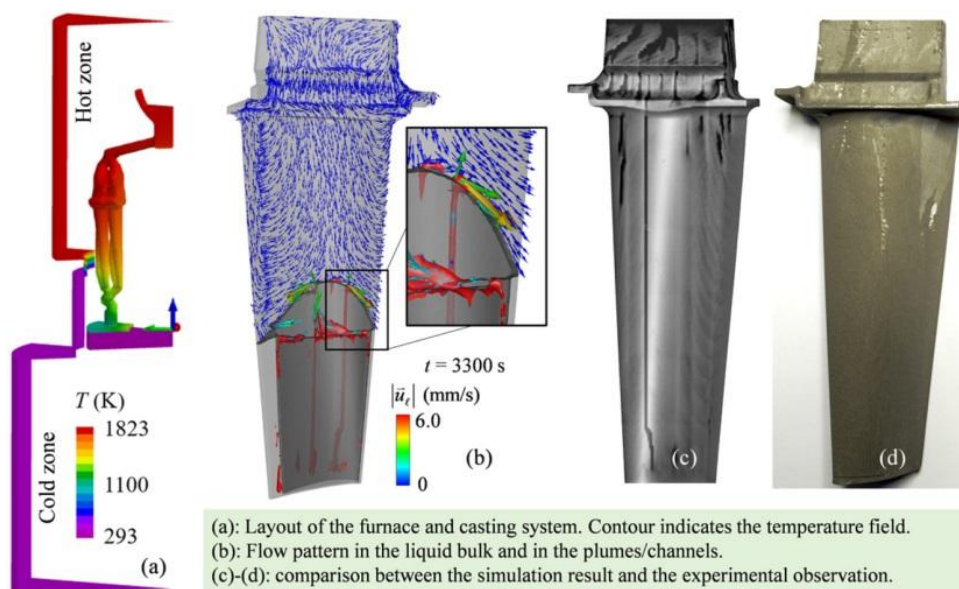 Hot zone
Cold zone
T (K)
1823
1100
293
(a)
t = 3300 s
|u⃗ℓ| (mm/s)
6.0
0
(b)
(c)
(d)
(a): Layout of the furnace and casting system. Contour indicates the temperature field.
(b): Flow pattern in the liquid bulk and in the plumes/channels.
(c)-(d): comparison between the simulation result and the experimental observation.